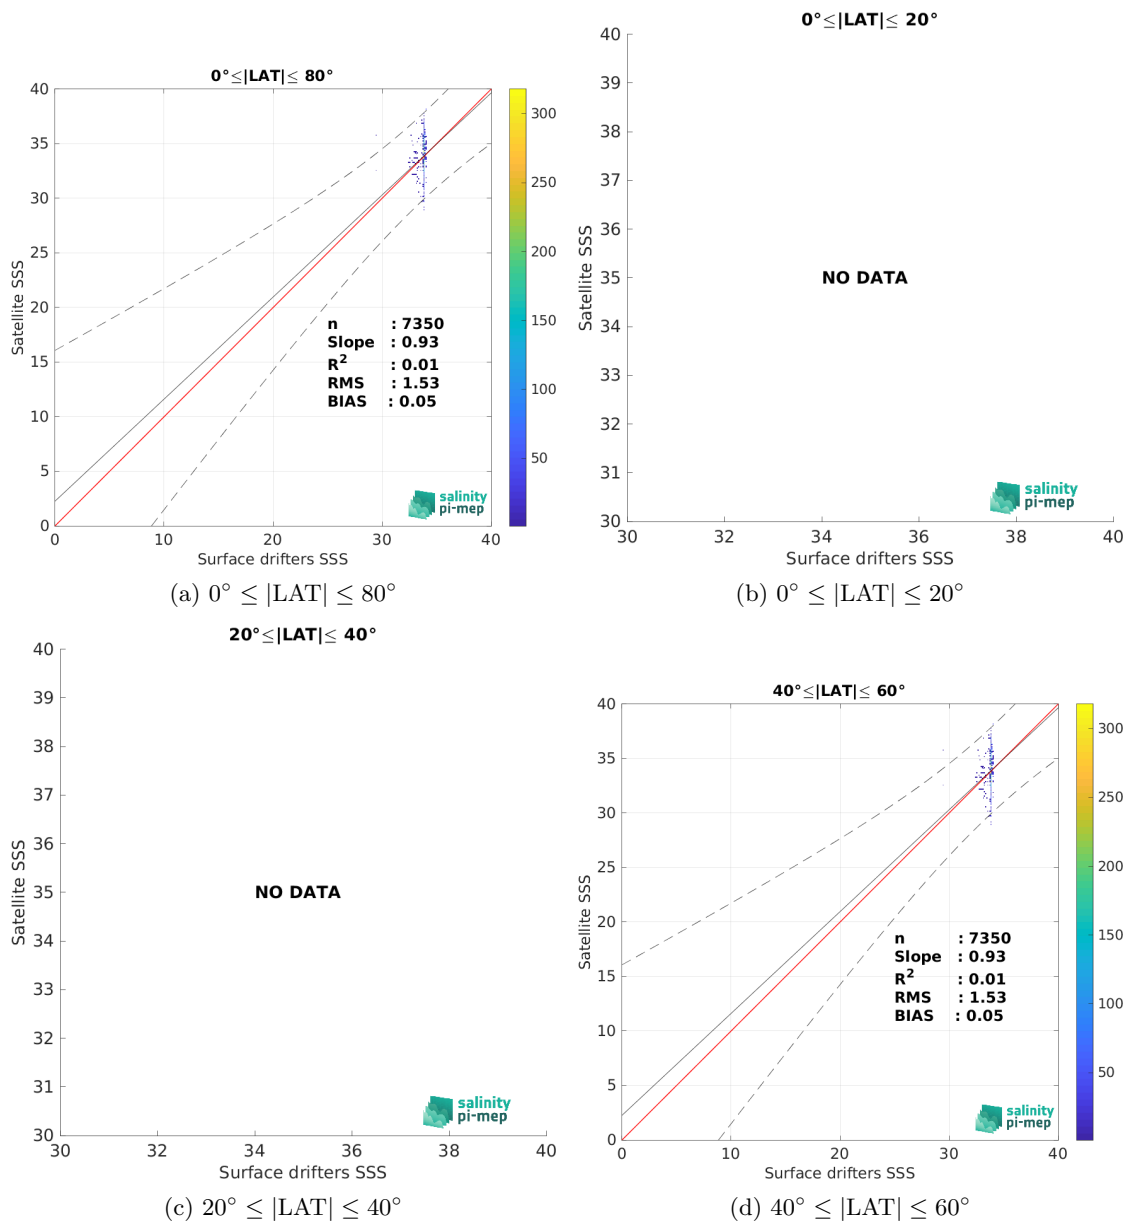 0°≤|LAT|≤ 80°
40
35
30
25
20
15
10
5
0
Satellite SSS
n : 7350
Slope : 0.93
R² : 0.01
RMS : 1.53
BIAS : 0.05
salinity
pi-mep
0 10 20 30 40
Surface drifters SSS
300
250
200
150
100
50
(a) 0° ≤ |LAT| ≤ 80°
0°≤|LAT|≤ 20°
40
39
38
37
36
35
34
33
32
31
30
Satellite SSS
NO DATA
salinity
pi-mep
30 32 34 36 38 40
Surface drifters SSS
(b) 0° ≤ |LAT| ≤ 20°
20°≤|LAT|≤ 40°
40
39
38
37
36
35
34
33
32
31
30
Satellite SSS
NO DATA
salinity
pi-mep
30 32 34 36 38 40
Surface drifters SSS
(c) 20° ≤ |LAT| ≤ 40°
40°≤|LAT|≤ 60°
40
35
30
25
20
15
10
5
0
Satellite SSS
n : 7350
Slope : 0.93
R² : 0.01
RMS : 1.53
BIAS : 0.05
salinity
pi-mep
0 10 20 30 40
Surface drifters SSS
300
250
200
150
100
50
(d) 40° ≤ |LAT| ≤ 60°